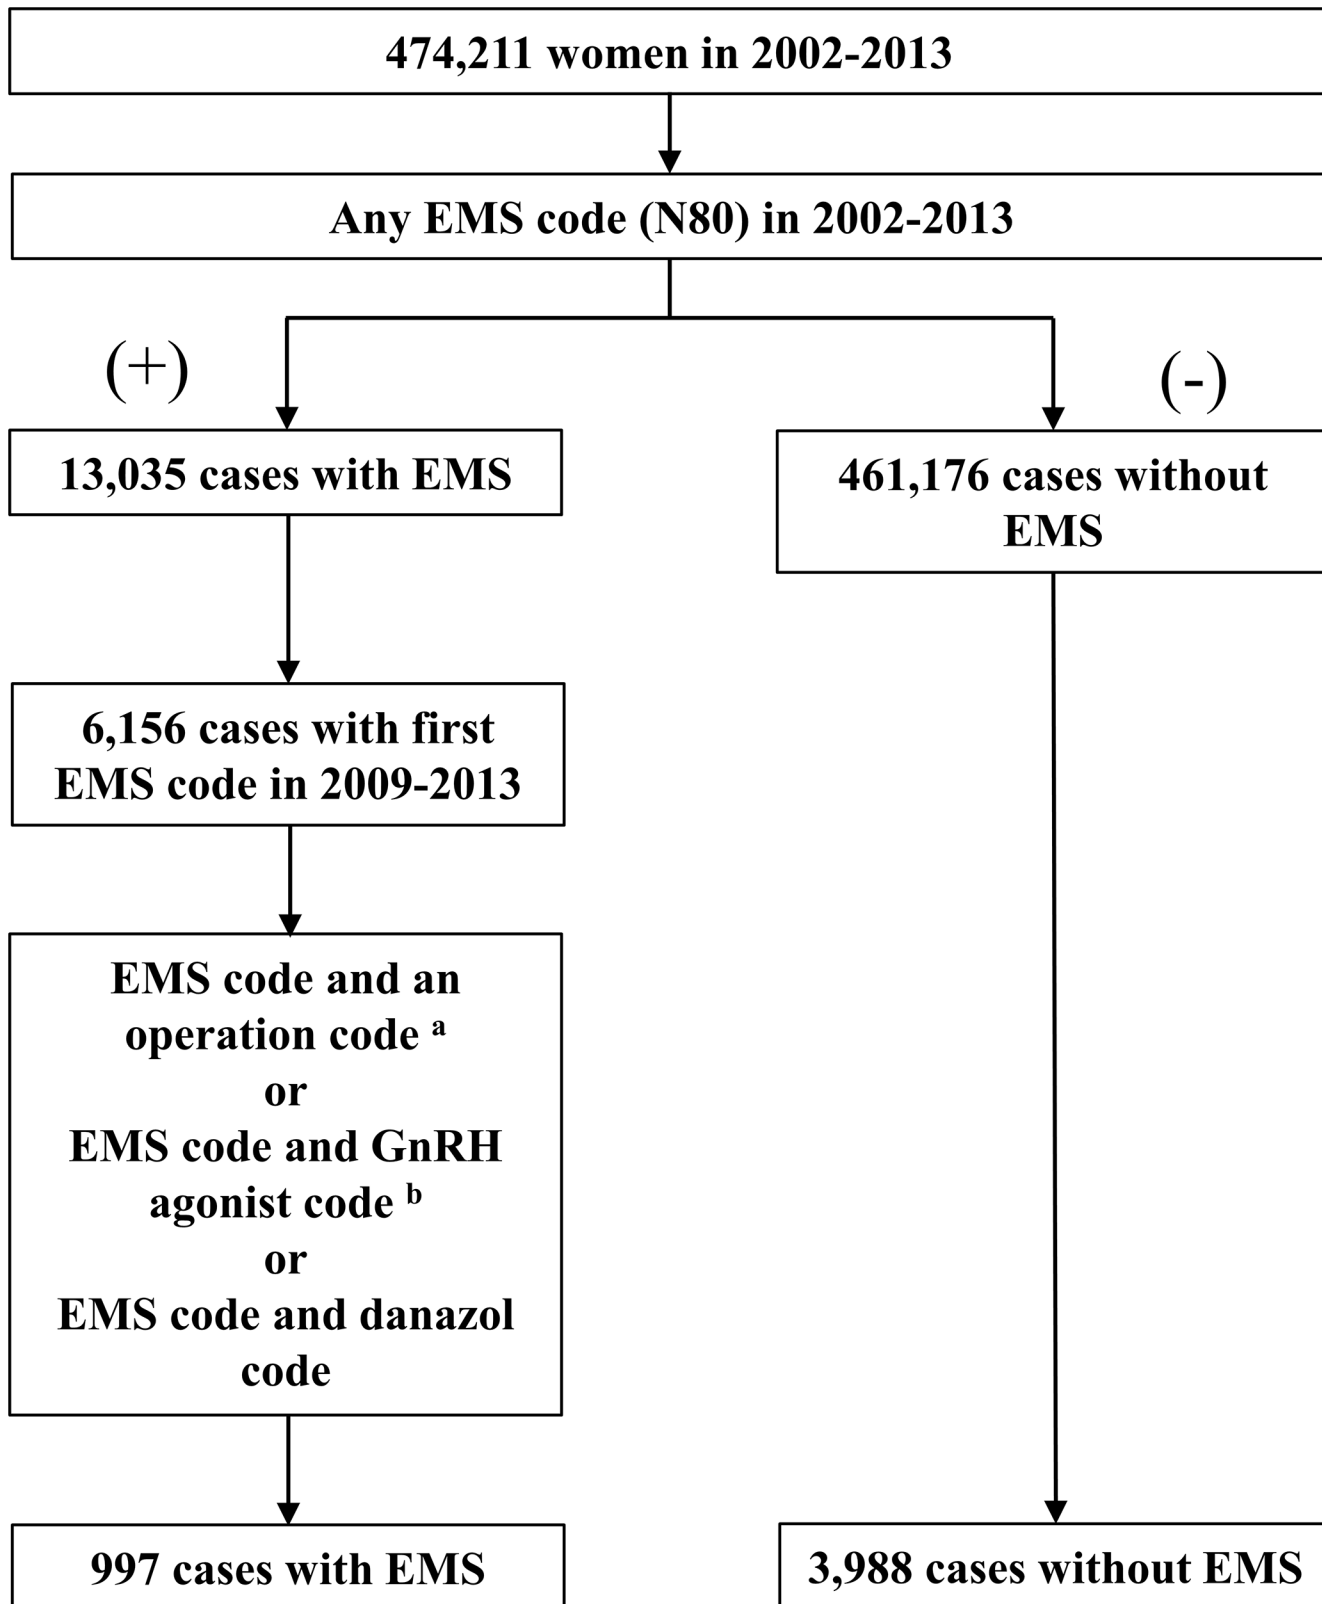 474,211 women in 2002-2013
Any EMS code (N80) in 2002-2013
(+)
(-)
13,035 cases with EMS
461,176 cases without
EMS
6,156 cases with first
EMS code in 2009-2013
EMS code and an
operation code a
or
EMS code and GnRH
agonist code b
or
EMS code and danazol
code
997 cases with EMS
3,988 cases without EMS